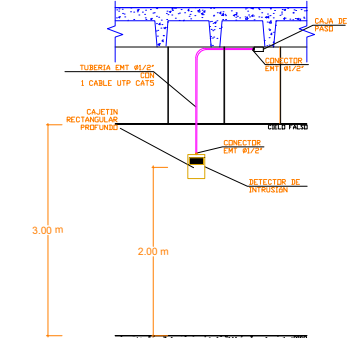 CAJA DE
PASO
CONECTOR
EMT Ø1/2"
TUBERIA EMT Ø1/2"
CON
1 CABLE UTP CAT5
CAJETIN
RECTANGULAR
PROFUNDO
CIELO FALSO
CONECTOR
EMT Ø1/2"
DETECTOR DE
INTRUSIÓN
3.00 m
2.00 m